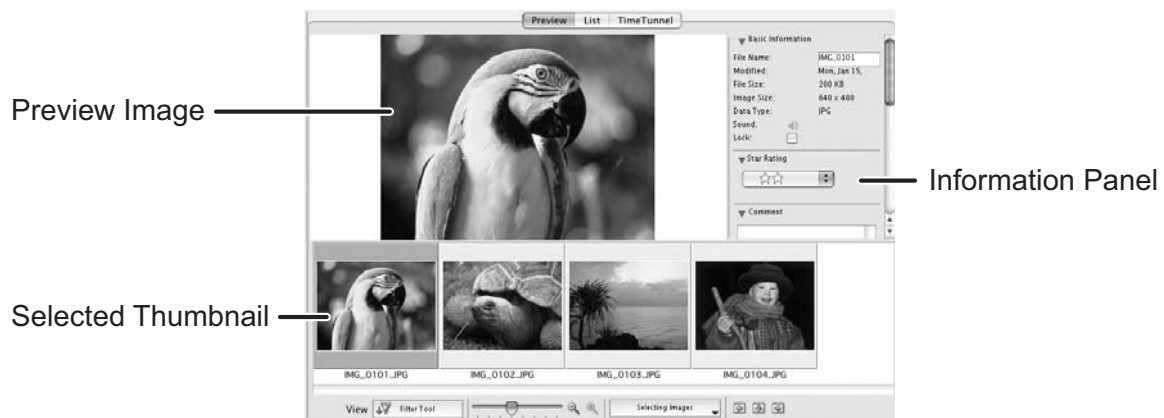 Preview List TimeTunnel
Preview Image
Basic Information
File Name: IMG_0101
Modified: Mon, Jan 15,
File Size: 200 KB
Image Size: 640 x 480
Data Type: JPG
Sound:
Lock:
Star Rating
Information Panel
Comment
Selected Thumbnail
IMG_0101.JPG IMG_0102.JPG IMG_0103.JPG IMG_0104.JPG
View Filter Tool Selecting Images